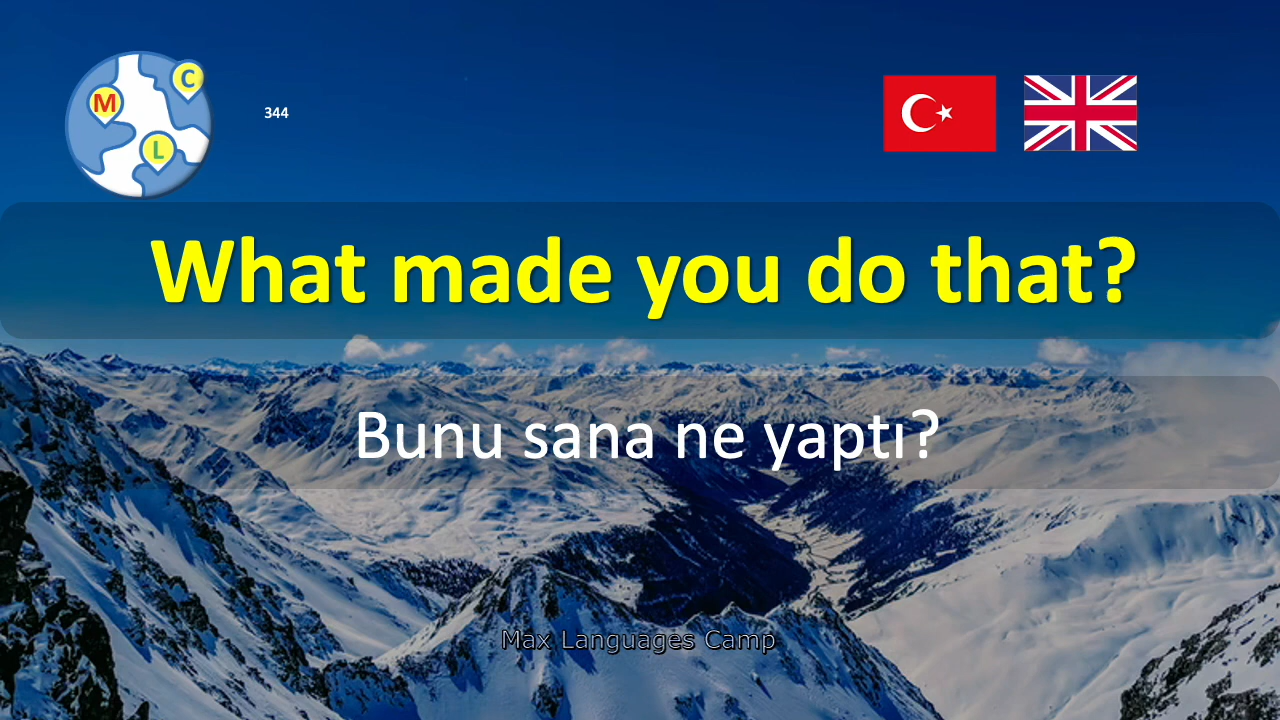 M
C
L
344
What made you do that?
Bunu sana ne yaptı?
Max Languages Camp